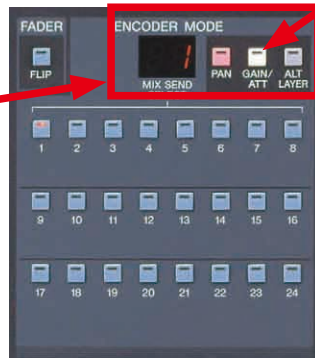 FADER
FLIP
ENCODER MODE
1
MIX SEND
PAN
GAIN/
ATT
ALT
LAYER
1 2 3 4 5 6 7 8
9 10 11 12 13 14 15 16
17 18 19 20 21 22 23 24